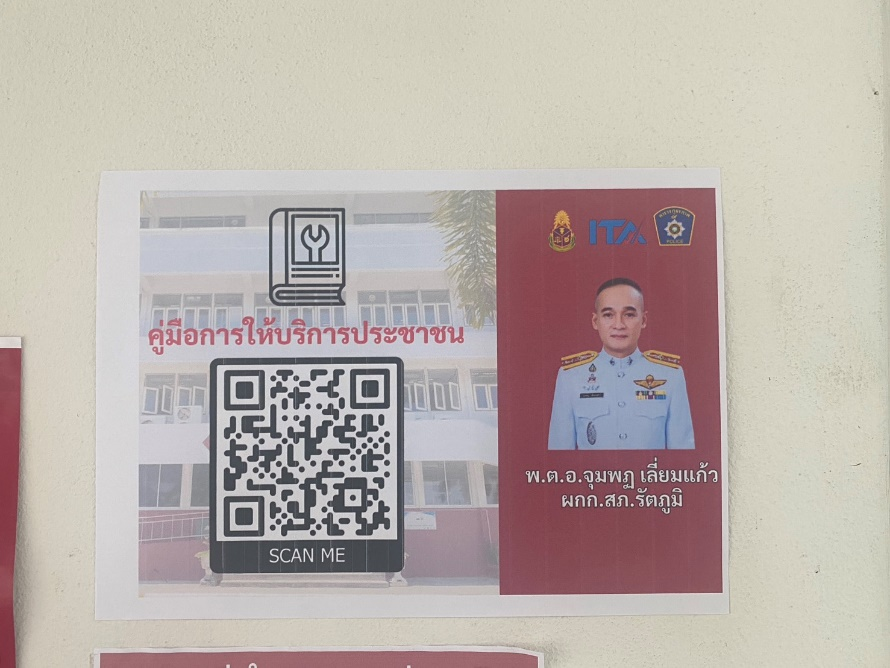 คู่มือการให้บริการประชาชน
SCAN ME
ITA
POLICE
พ.ต.อ.จุมพฏ เลี่ยมแก้ว
ผกก.สภ.รัตภูมิ